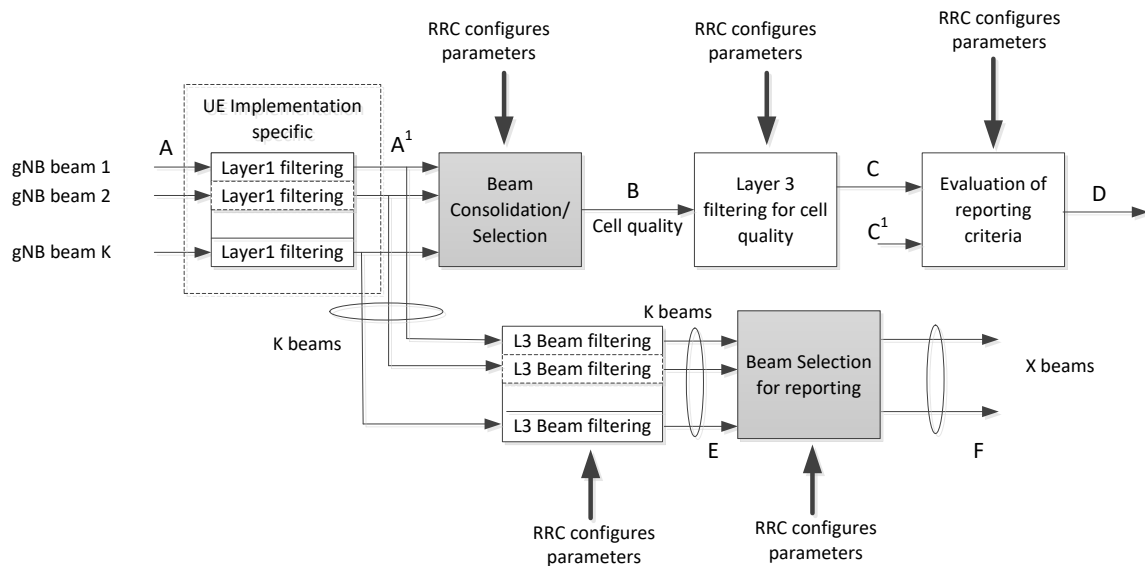 RRC configures
parameters
RRC configures
parameters
RRC configures
parameters
UE Implementation
specific
A
A¹
gNB beam 1
Layer1 filtering
gNB beam 2
Layer1 filtering
gNB beam K
Layer1 filtering
Beam
Consolidation/
Selection
B
Cell quality
Layer 3
filtering for cell
quality
C
C¹
Evaluation of
reporting
criteria
D
K beams
L3 Beam filtering
L3 Beam filtering
L3 Beam filtering
K beams
E
Beam Selection
for reporting
X beams
F
RRC configures
parameters
RRC configures
parameters